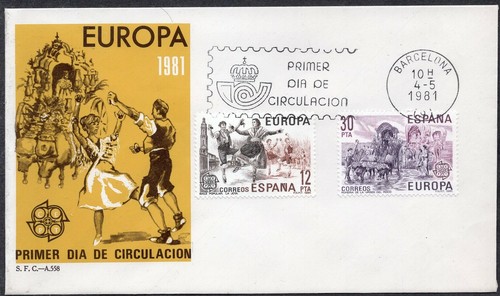 EUROPA
1981
PRIMER DIA DE CIRCULACION
S. F. C.—A.558
PRIMER
DIA DE
CIRCULACION
BARCELONA
10 H
4-5
1981
EUROPA
12
PTA
CORREOS ESPAÑA
30
PTA
ESPAÑA
CORREOS EUROPA